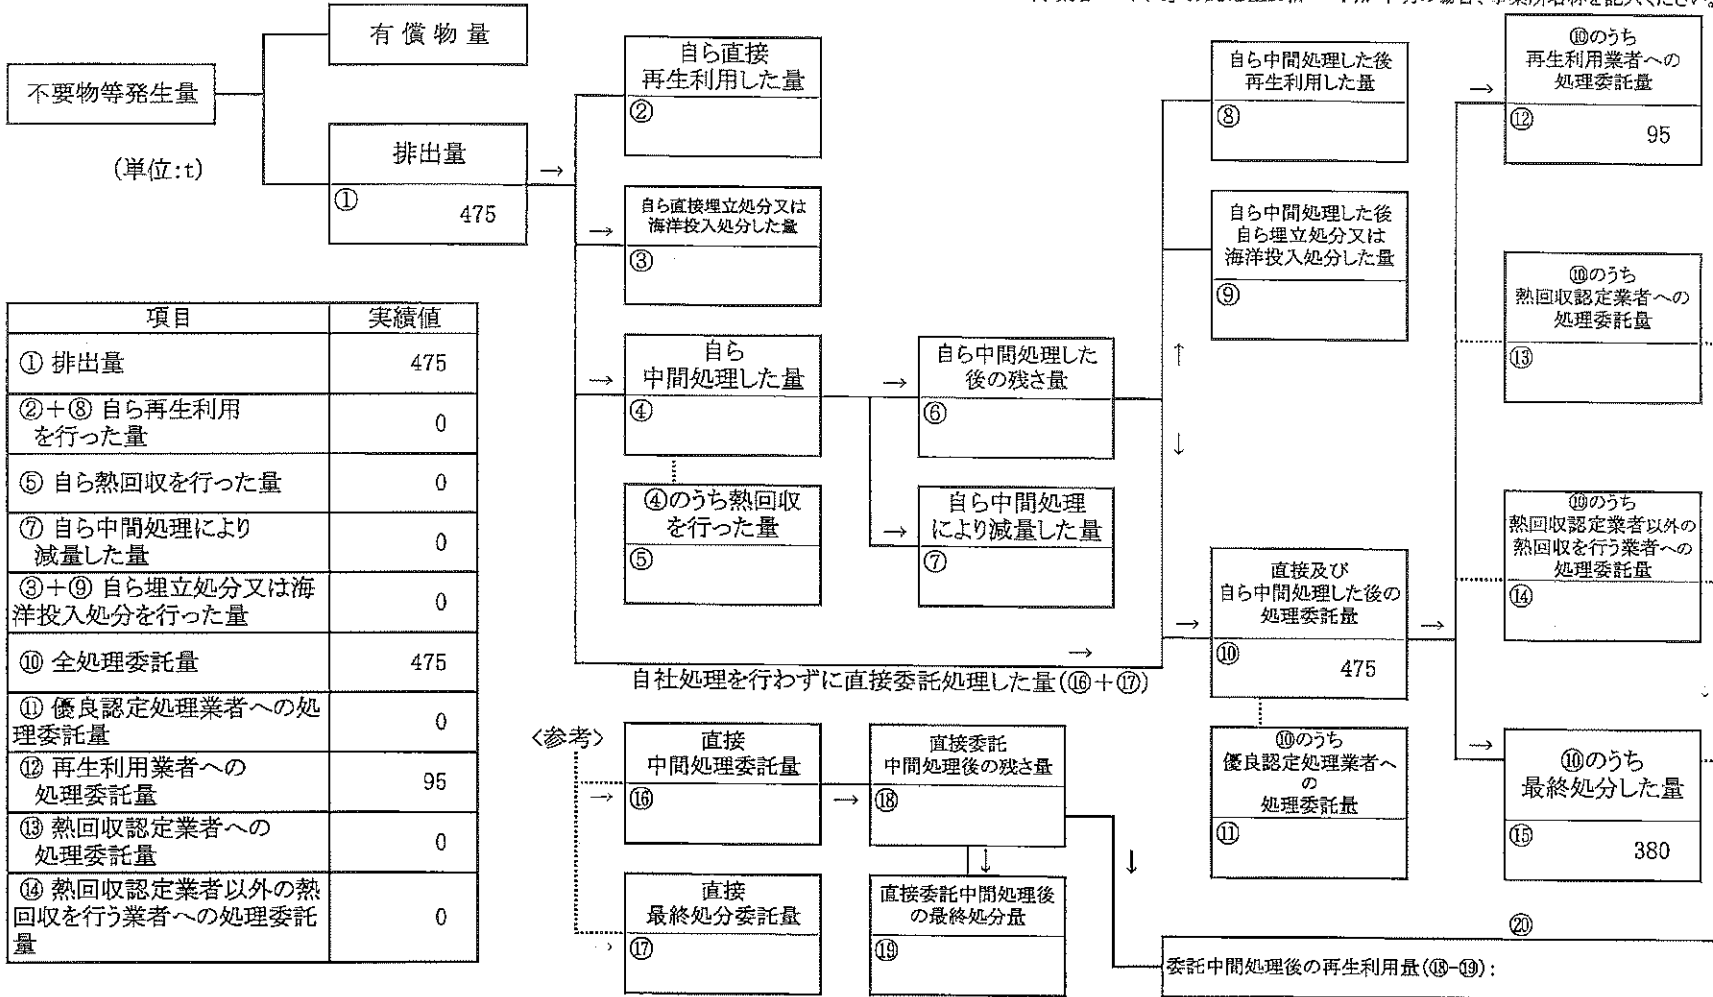 有償物量
不要物等発生量
(単位:t)
排出量
① 475
自ら直接
再生利用した量
②
自ら直接埋立処分又は
海洋投入処分した量
③
自ら
中間処理した量
④
④のうち熱回収
を行った量
⑤
自ら中間処理した
後の残さ量
⑥
自ら中間処理
により減量した量
⑦
自ら中間処理した後
再生利用した量
⑧
自ら中間処理した後
自ら埋立処分又は
海洋投入処分した量
⑨
直接及び
自ら中間処理した後の
処理委託量
⑩ 475
⑩のうち
優良認定処理業者へ
の
処理委託量
⑪
⑩のうち
再生利用業者への
処理委託量
⑫ 95
⑩のうち
熱回収認定業者への
処理委託量
⑬
⑩のうち
熱回収認定業者以外の
熱回収を行う業者への
処理委託量
⑭
⑩のうち
最終処分した量
⑮ 380
自社処理を行わずに直接委託処理した量(⑯+⑰)
<参考>
直接
中間処理委託量
⑯
直接
最終処分委託量
⑰
直接委託
中間処理後の残さ量
⑱
直接委託中間処理後
の最終処分量
⑲
⑳
委託中間処理後の再生利用量(⑱-⑲):
項目 実績値
① 排出量 475
②+⑧ 自ら再生利用
を行った量 0
⑤ 自ら熱回収を行った量 0
⑦ 自ら中間処理により
減量した量 0
③+⑨ 自ら埋立処分又は海
洋投入処分を行った量 0
⑩ 全処理委託量 475
⑪ 優良認定処理業者への処
理委託量 0
⑫ 再生利用業者への
処理委託量 95
⑬ 熱回収認定業者への
処理委託量 0
⑭ 熱回収認定業者以外の熱
回収を行う業者への処理委託
量 0